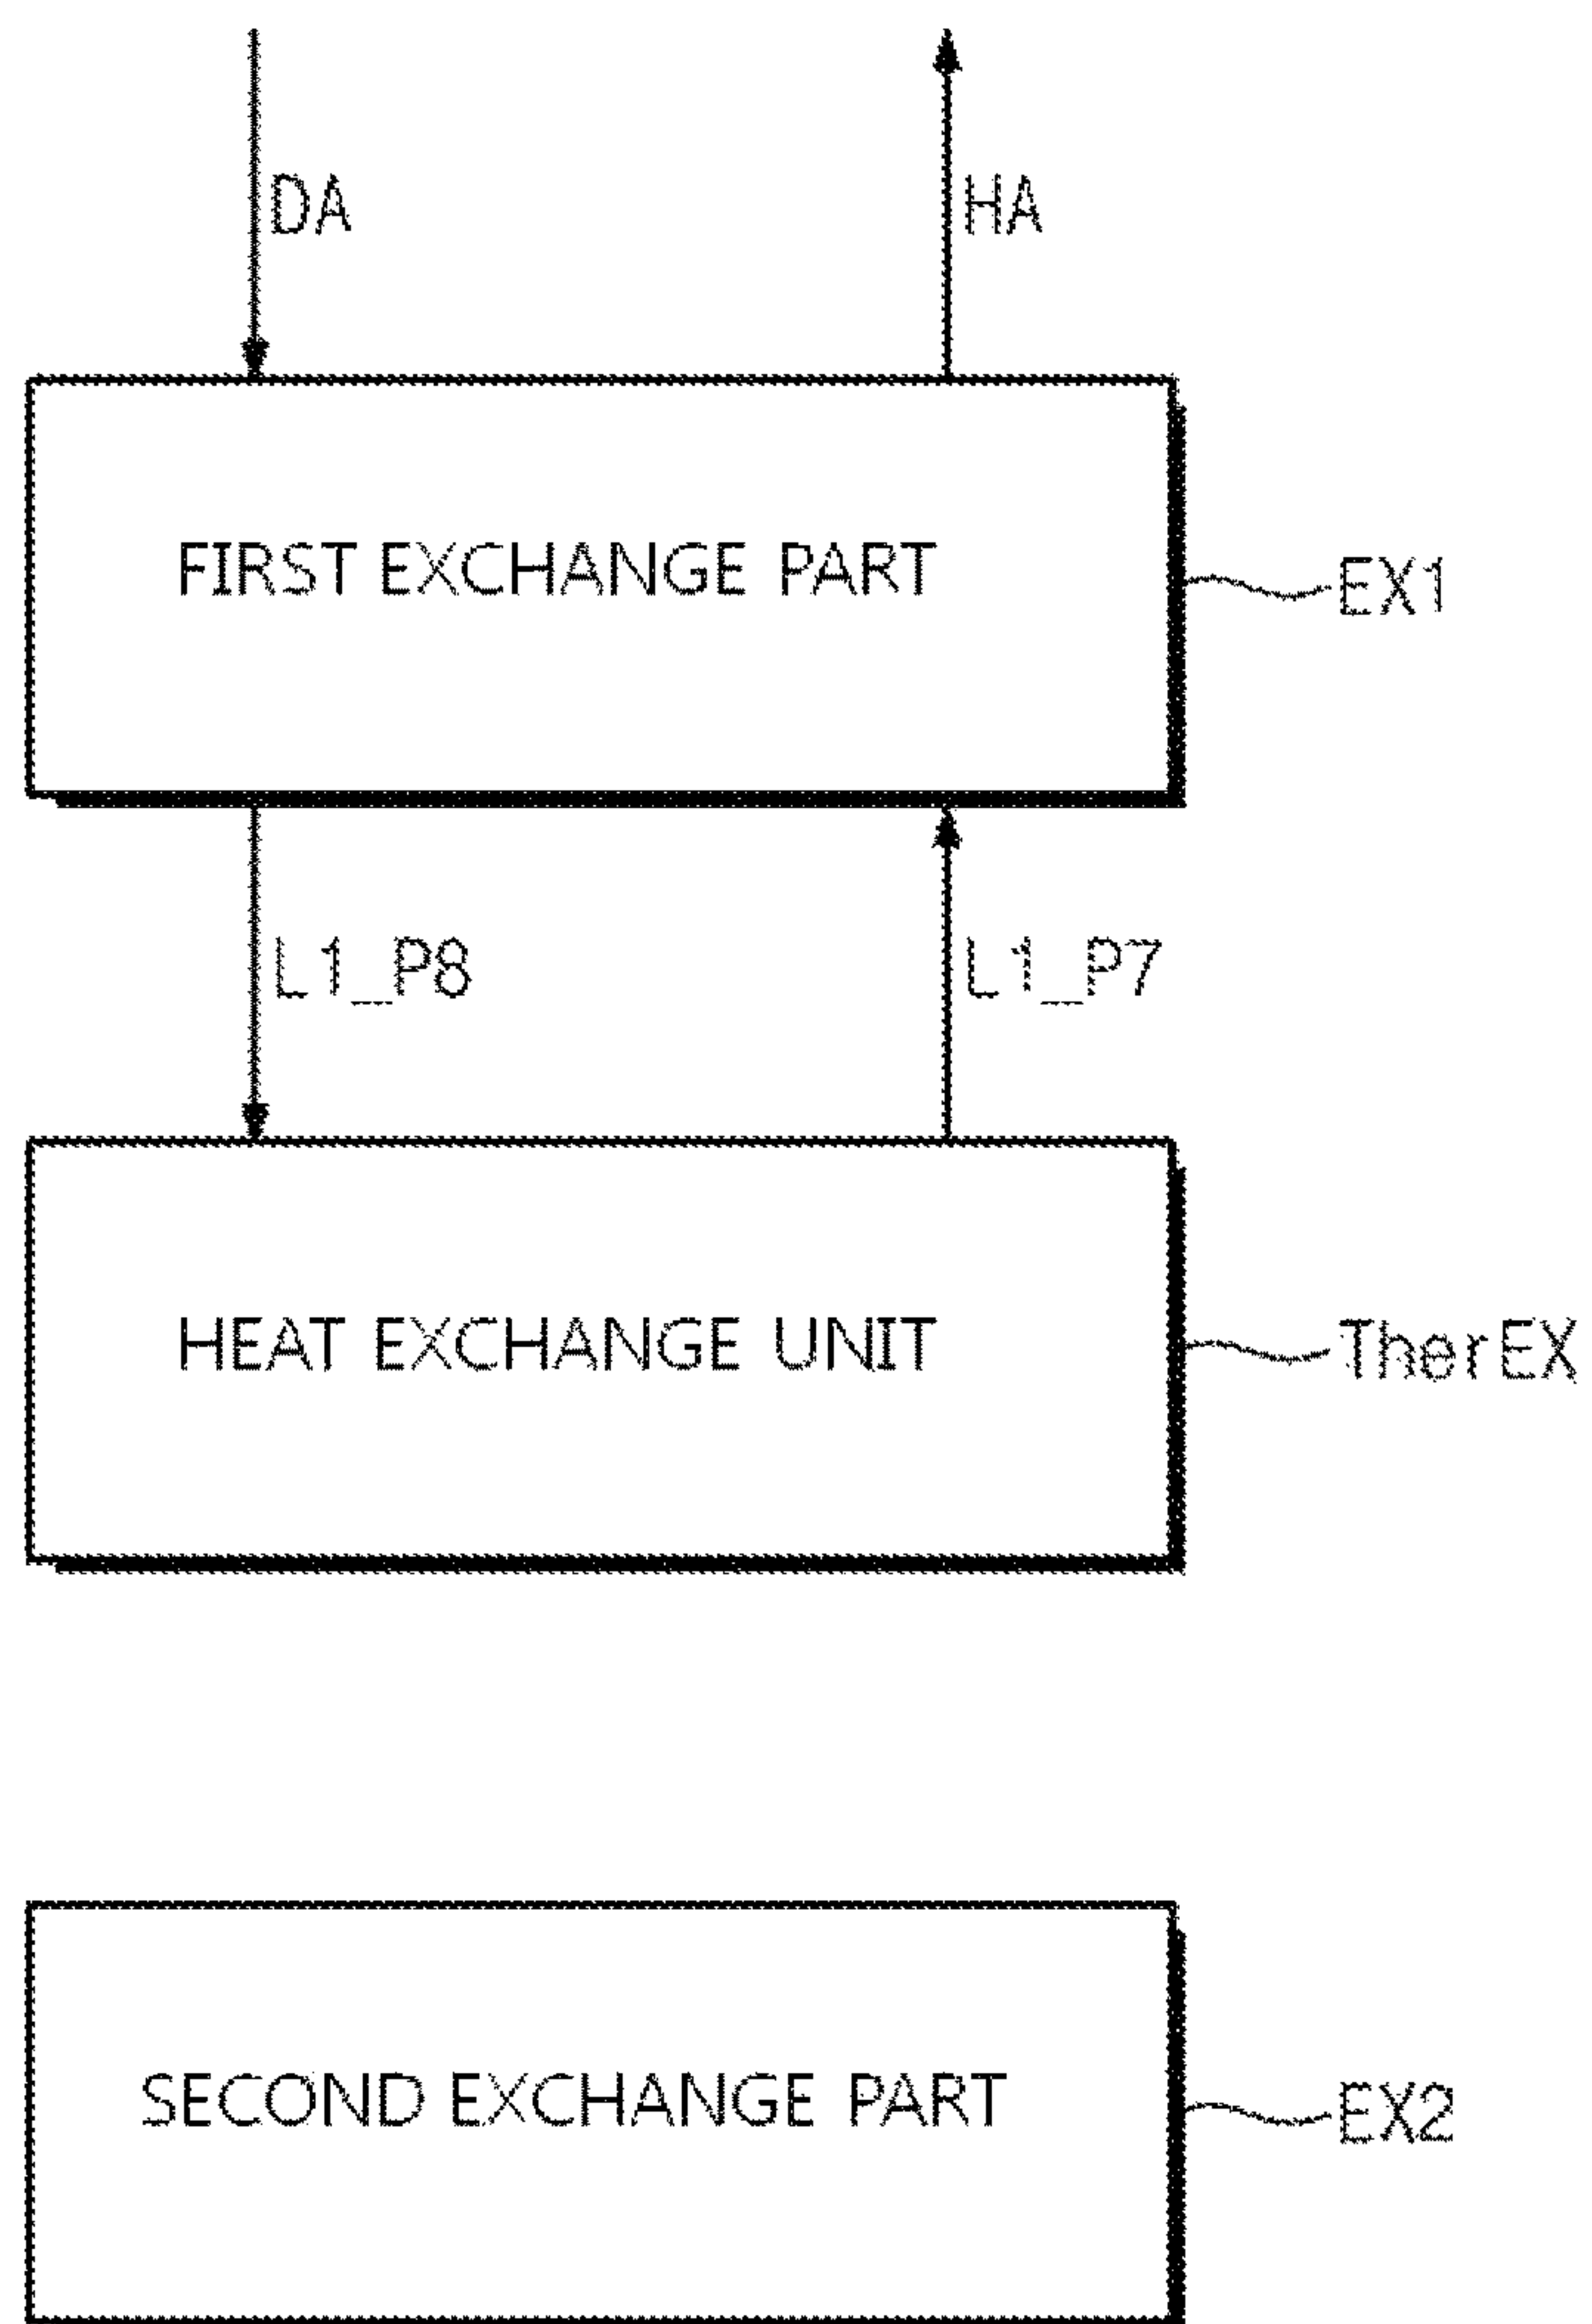 DA
HA
FIRST EXCHANGE PART
EX1
L1_P8
L1_P7
HEAT EXCHANGE UNIT
TherEX
SECOND EXCHANGE PART
EX2